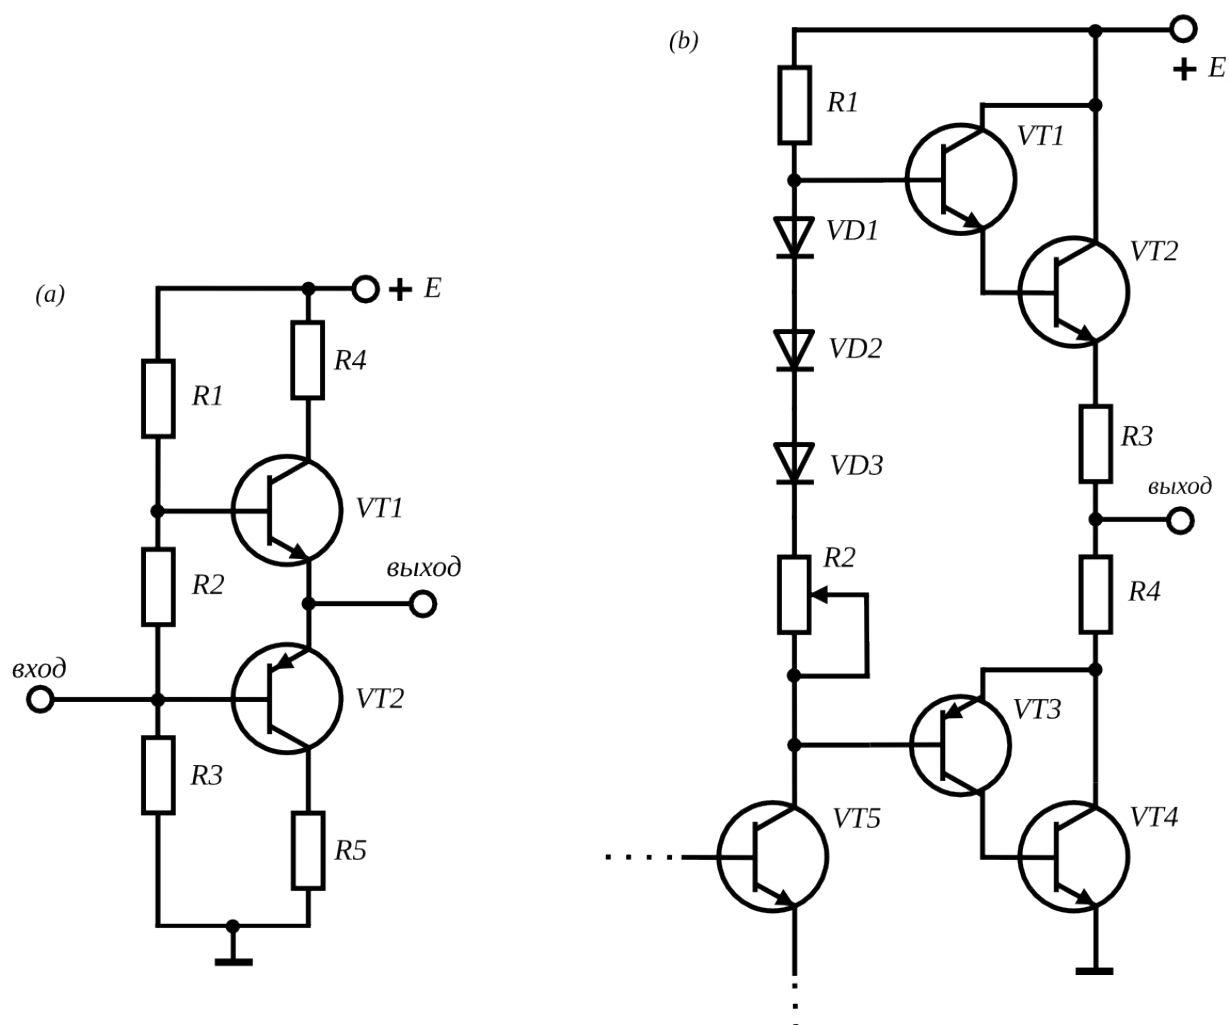 (a)
+ E
R4
R1
VT1
R2
выход
вход
VT2
R3
R5
(b)
+ E
R1
VT1
VD1
VT2
VD2
R3
VD3
выход
R2
R4
VT3
VT5
VT4